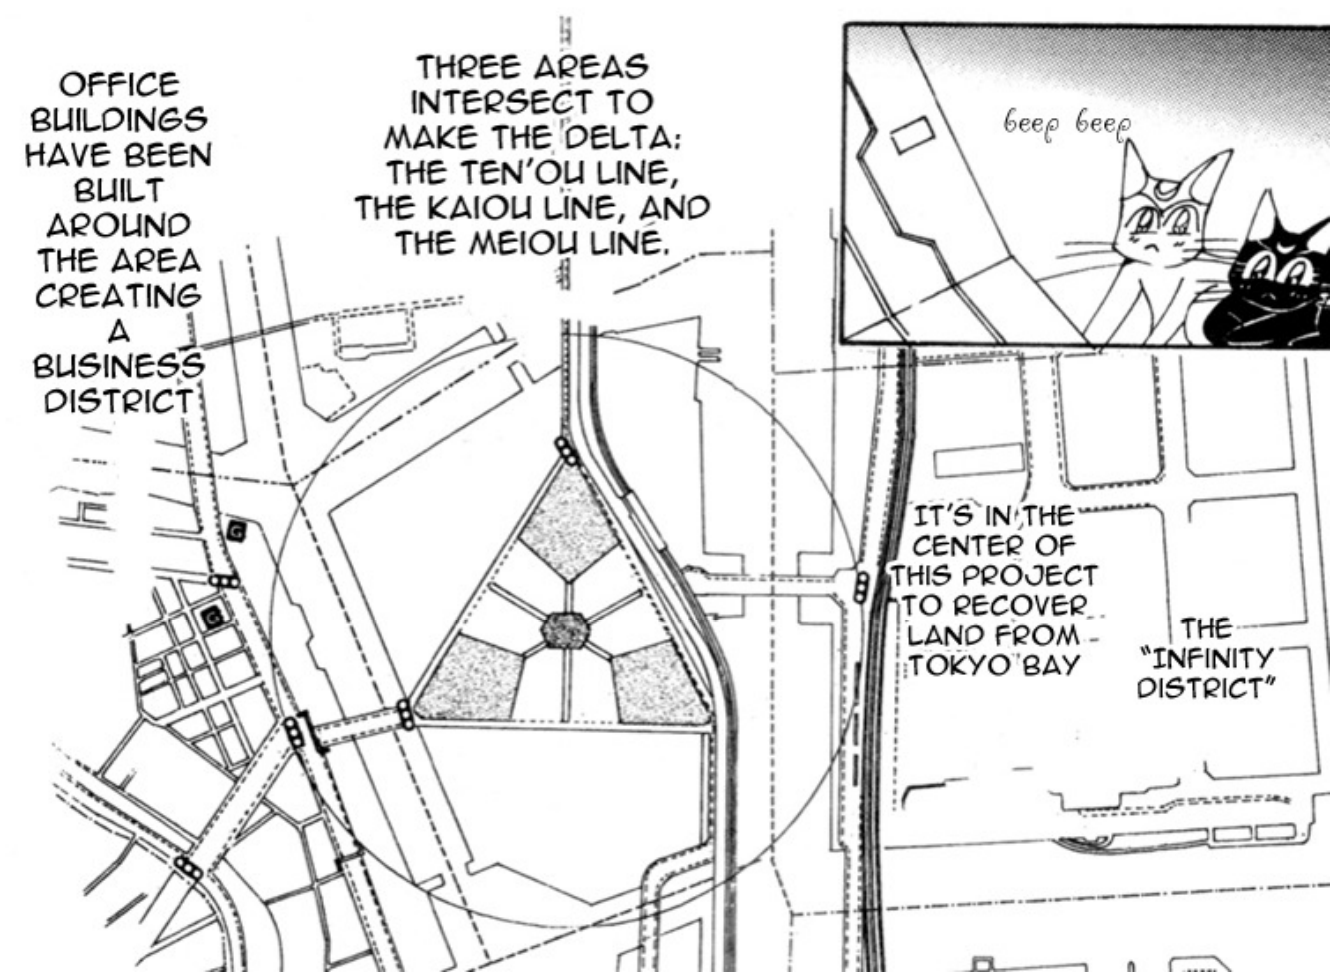 OFFICE
BUILDINGS
HAVE BEEN
BUILT
AROUND
THE AREA
CREATING
A
BUSINESS
DISTRICT
THREE AREAS
INTERSECT TO
MAKE THE DELTA:
THE TEN'OU LINE,
THE KAIOU LINE, AND
THE MEIOU LINE.
beep beep
G
G
IT'S IN THE
CENTER OF
THIS PROJECT
TO RECOVER
LAND FROM
TOKYO BAY
THE
"INFINITY
DISTRICT"